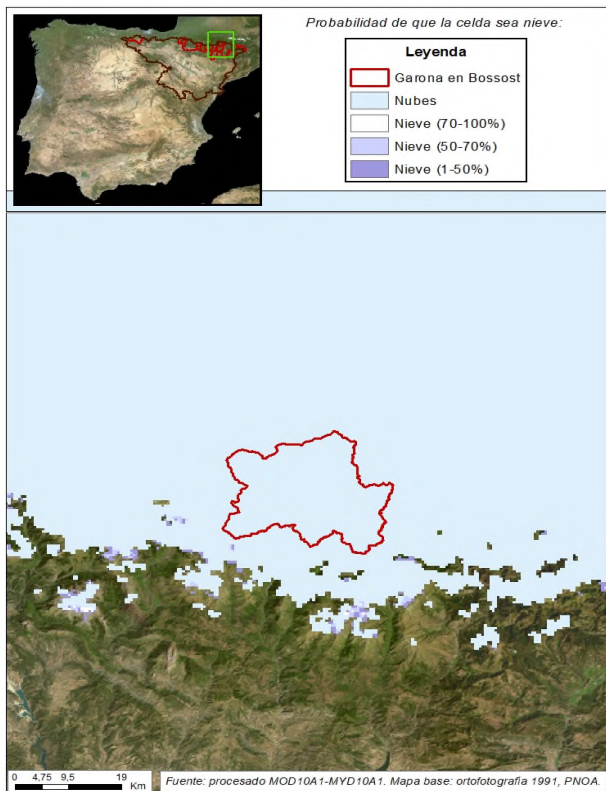 Probabilidad de que la celda sea nieve:
Leyenda
Garona en Bossost
Nubes
Nieve (70-100%)
Nieve (50-70%)
Nieve (1-50%)
0 4,75 9,5 19
Km
Fuente: procesado MOD10A1-MYD10A1. Mapa base: ortofotografia 1991, PNOA.